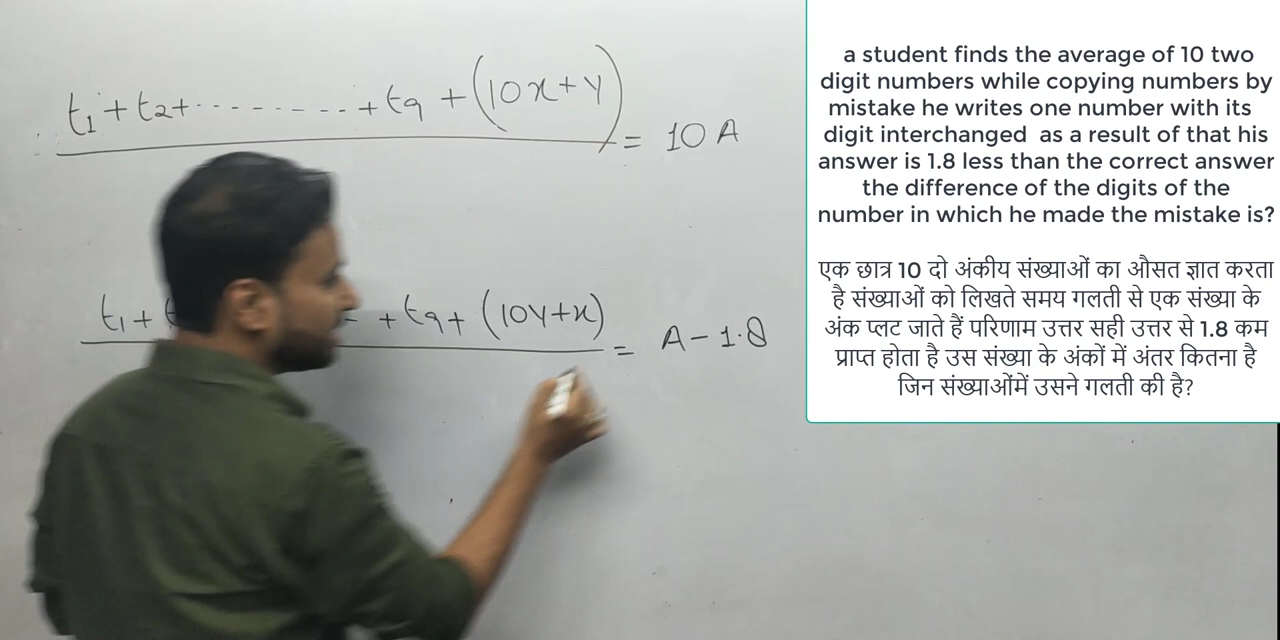 t₁ + t₂ + - - - - - - - - + t₉ + (10x + y) = 10 A
t₁ + + t₉ + (10y + x) = A - 1.8
a student finds the average of 10 two
digit numbers while copying numbers by
mistake he writes one number with its
digit interchanged as a result of that his
answer is 1.8 less than the correct answer
the difference of the digits of the
number in which he made the mistake is?
एक छात्र 10 दो अंकीय संख्याओं का औसत ज्ञात करता
है संख्याओं को लिखते समय गलती से एक संख्या के
अंक प्लट जाते हैं परिणाम उत्तर सही उत्तर से 1.8 कम
प्राप्त होता है उस संख्या के अंकों में अंतर कितना है
जिन संख्याओंमें उसने गलती की है?